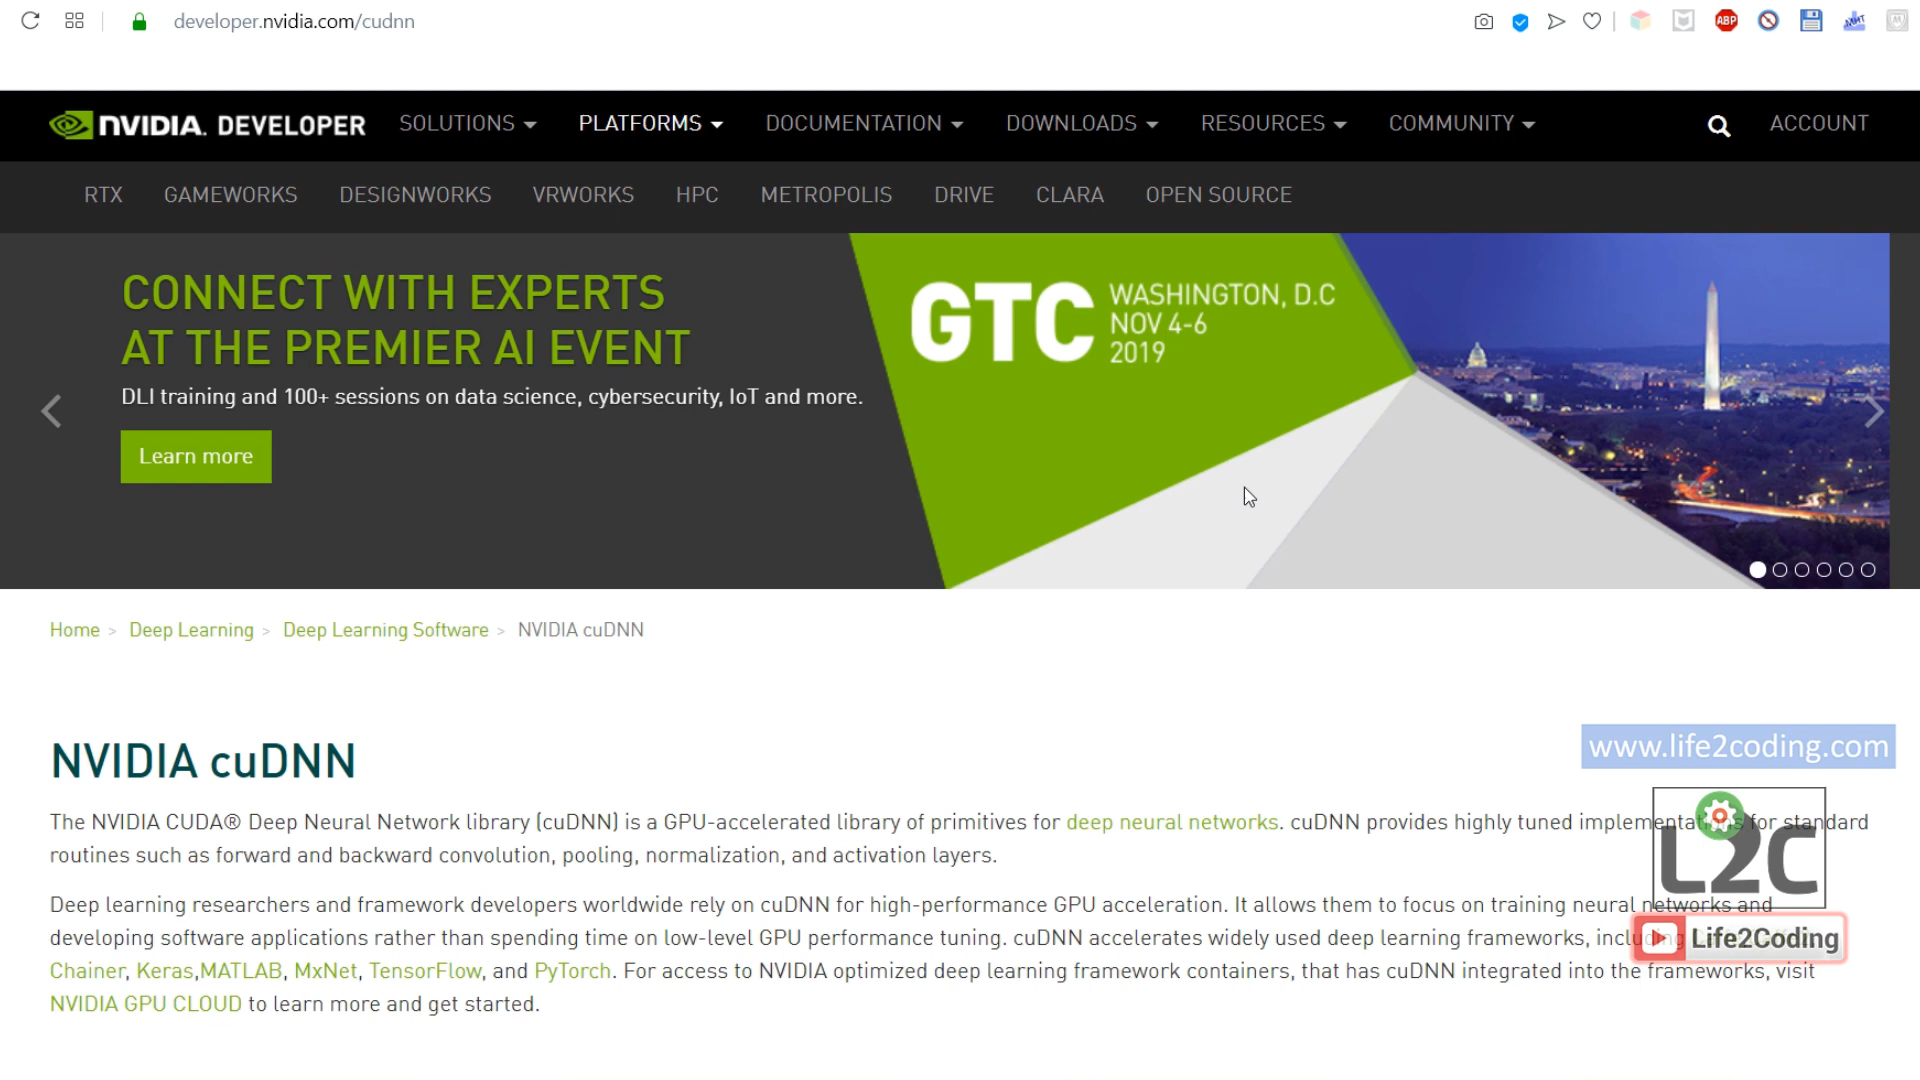 developer.nvidia.com/cudnn
ABP
NVIDIA. DEVELOPER SOLUTIONS PLATFORMS DOCUMENTATION DOWNLOADS RESOURCES COMMUNITY ACCOUNT
RTX GAMEWORKS DESIGNWORKS VRWORKS HPC METROPOLIS DRIVE CLARA OPEN SOURCE
CONNECT WITH EXPERTS
AT THE PREMIER AI EVENT
DLI training and 100+ sessions on data science, cybersecurity, IoT and more.
Learn more
GTC
WASHINGTON, D.C
NOV 4-6
2019
Home > Deep Learning > Deep Learning Software > NVIDIA cuDNN
NVIDIA cuDNN
www.life2coding.com
The NVIDIA CUDA® Deep Neural Network library (cuDNN) is a GPU-accelerated library of primitives for deep neural networks. cuDNN provides highly tuned for standard
routines such as forward and backward convolution, pooling, normalization, and activation layers.
L2C
Deep learning researchers and framework developers worldwide rely on cuDNN for high-performance GPU acceleration. It allows them to focus on training neural networks and
developing software applications rather than spending time on low-level GPU performance tuning. cuDNN accelerates widely used deep learning frameworks,
Life2Coding
Chainer, Keras,MATLAB, MxNet, TensorFlow, and PyTorch. For access to NVIDIA optimized deep learning framework containers, that has cuDNN integrated into the frameworks, visit
NVIDIA GPU CLOUD to learn more and get started.